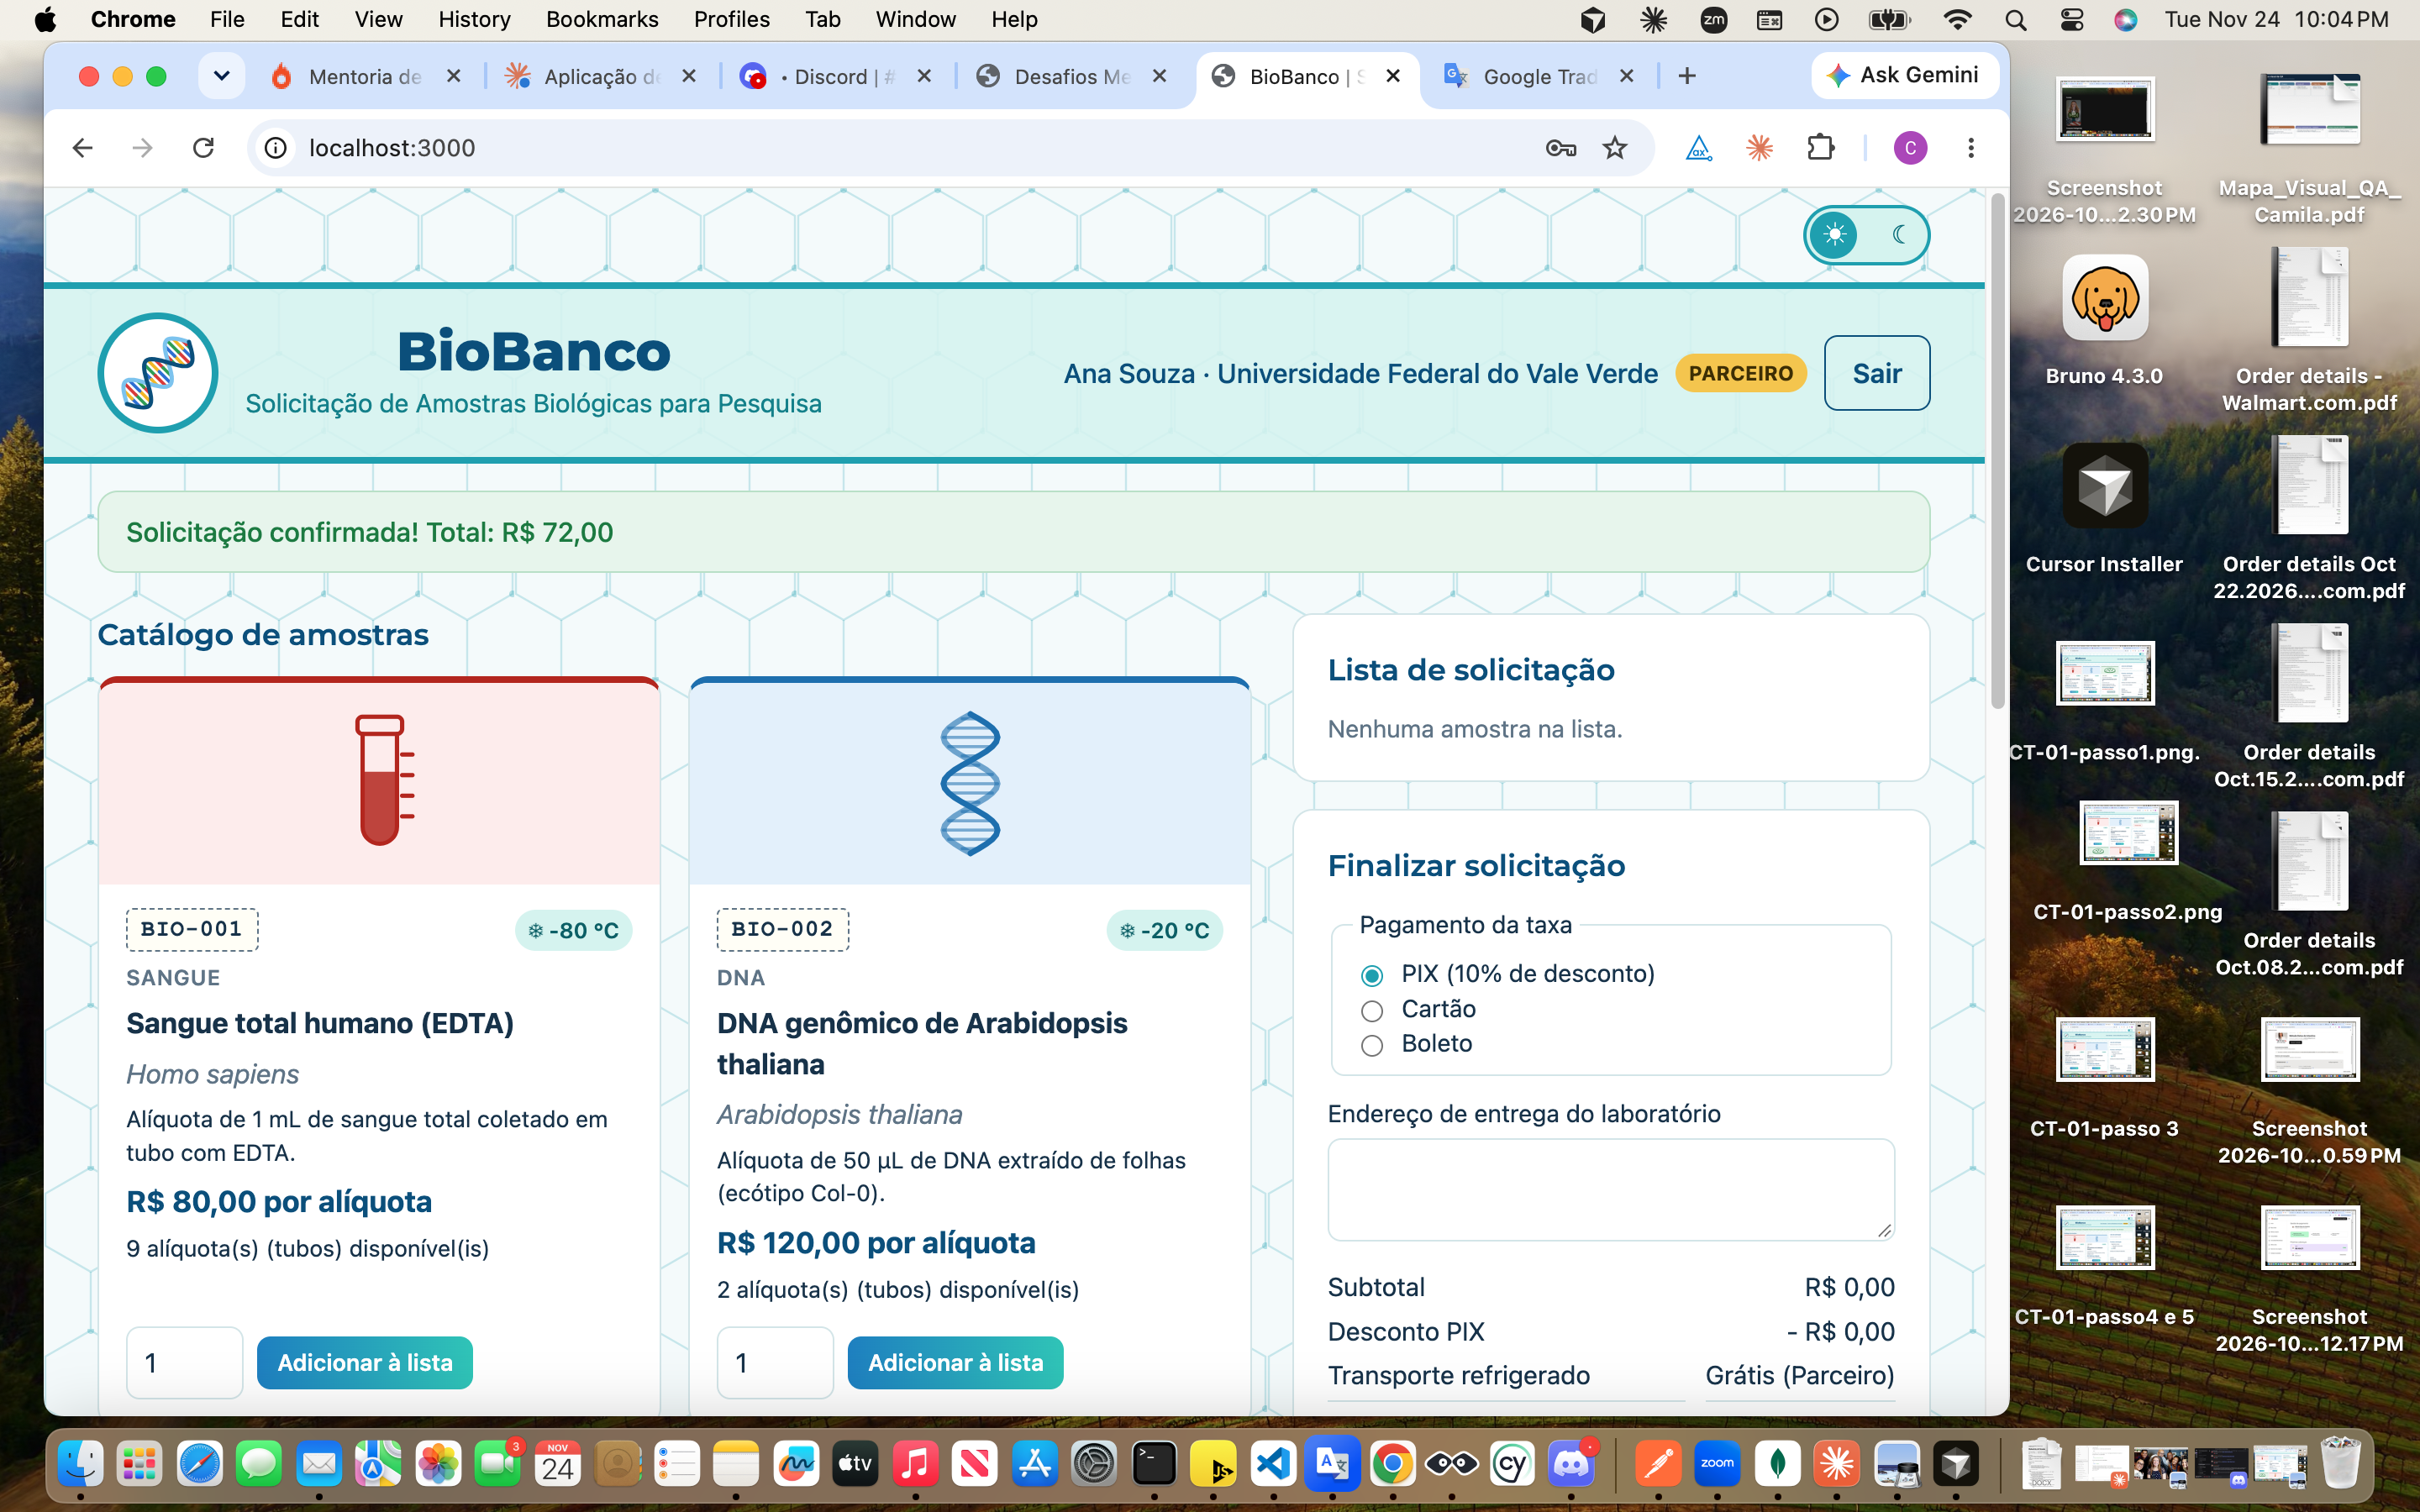 Chrome File Edit View History Bookmarks Profiles Tab Window Help
zm
Tue Nov 24 10:04 PM
Mentoria de
Aplicação de
• Discord | #
Desafios Me
BioBanco | S
Google Trad
Ask Gemini
localhost:3000
C
BioBanco
Solicitação de Amostras Biológicas para Pesquisa
Ana Souza · Universidade Federal do Vale Verde
PARCEIRO
Sair
Solicitação confirmada! Total: R$ 72,00
Catálogo de amostras
BIO-001
❄ -80 °C
SANGUE
Sangue total humano (EDTA)
Homo sapiens
Alíquota de 1 mL de sangue total coletado em
tubo com EDTA.
R$ 80,00 por alíquota
9 alíquota(s) (tubos) disponível(is)
1
Adicionar à lista
BIO-002
❄ -20 °C
DNA
DNA genômico de Arabidopsis
thaliana
Arabidopsis thaliana
Alíquota de 50 µL de DNA extraído de folhas
(ecótipo Col-0).
R$ 120,00 por alíquota
2 alíquota(s) (tubos) disponível(is)
1
Adicionar à lista
Lista de solicitação
Nenhuma amostra na lista.
Finalizar solicitação
Pagamento da taxa
PIX (10% de desconto)
Cartão
Boleto
Endereço de entrega do laboratório
Subtotal R$ 0,00
Desconto PIX - R$ 0,00
Transporte refrigerado Grátis (Parceiro)
Screenshot
2026-10...2.30 PM
Mapa_Visual_QA_
Camila.pdf
Bruno 4.3.0
Order details -
Walmart.com.pdf
Cursor Installer
Order details Oct
22.2026....com.pdf
CT-01-passo1.png.
Order details
Oct.15.2....com.pdf
CT-01-passo2.png
Order details
Oct.08.2...com.pdf
CT-01-passo 3
Screenshot
2026-10...0.59 PM
CT-01-passo4 e 5
Screenshot
2026-10...12.17 PM
3
NOV
24
tv
JS
cy
zoom
DOCX